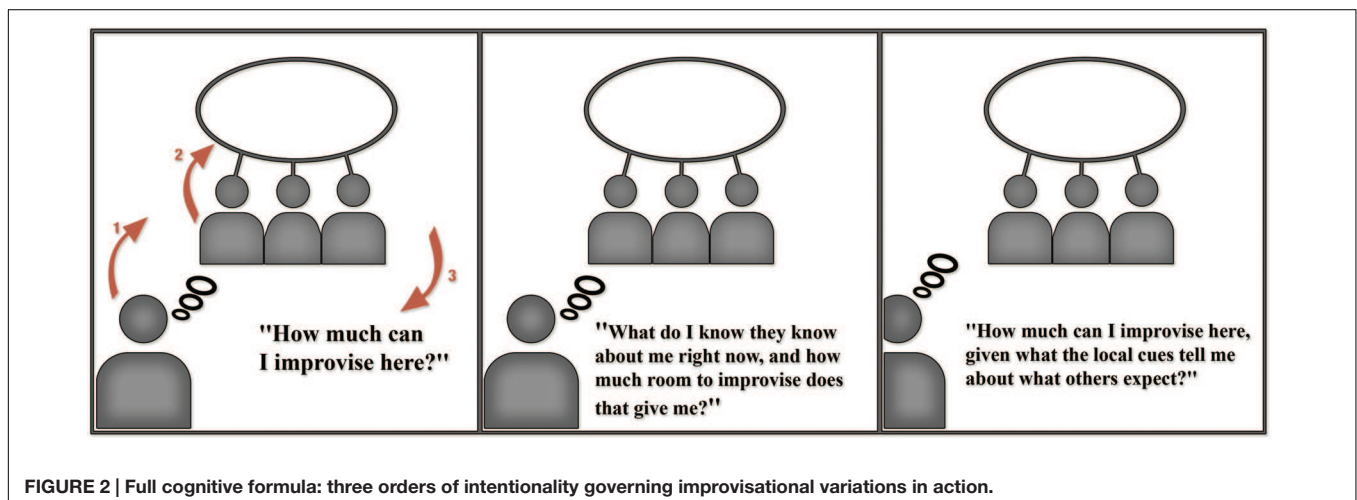 2
1
3
"How much can
I improvise here?"
"What do I know they know
about me right now, and how
much room to improvise does
that give me?"
"How much can I improvise here,
given what the local cues tell me
about what others expect?"
FIGURE 2 | Full cognitive formula: three orders of intentionality governing improvisational variations in action.